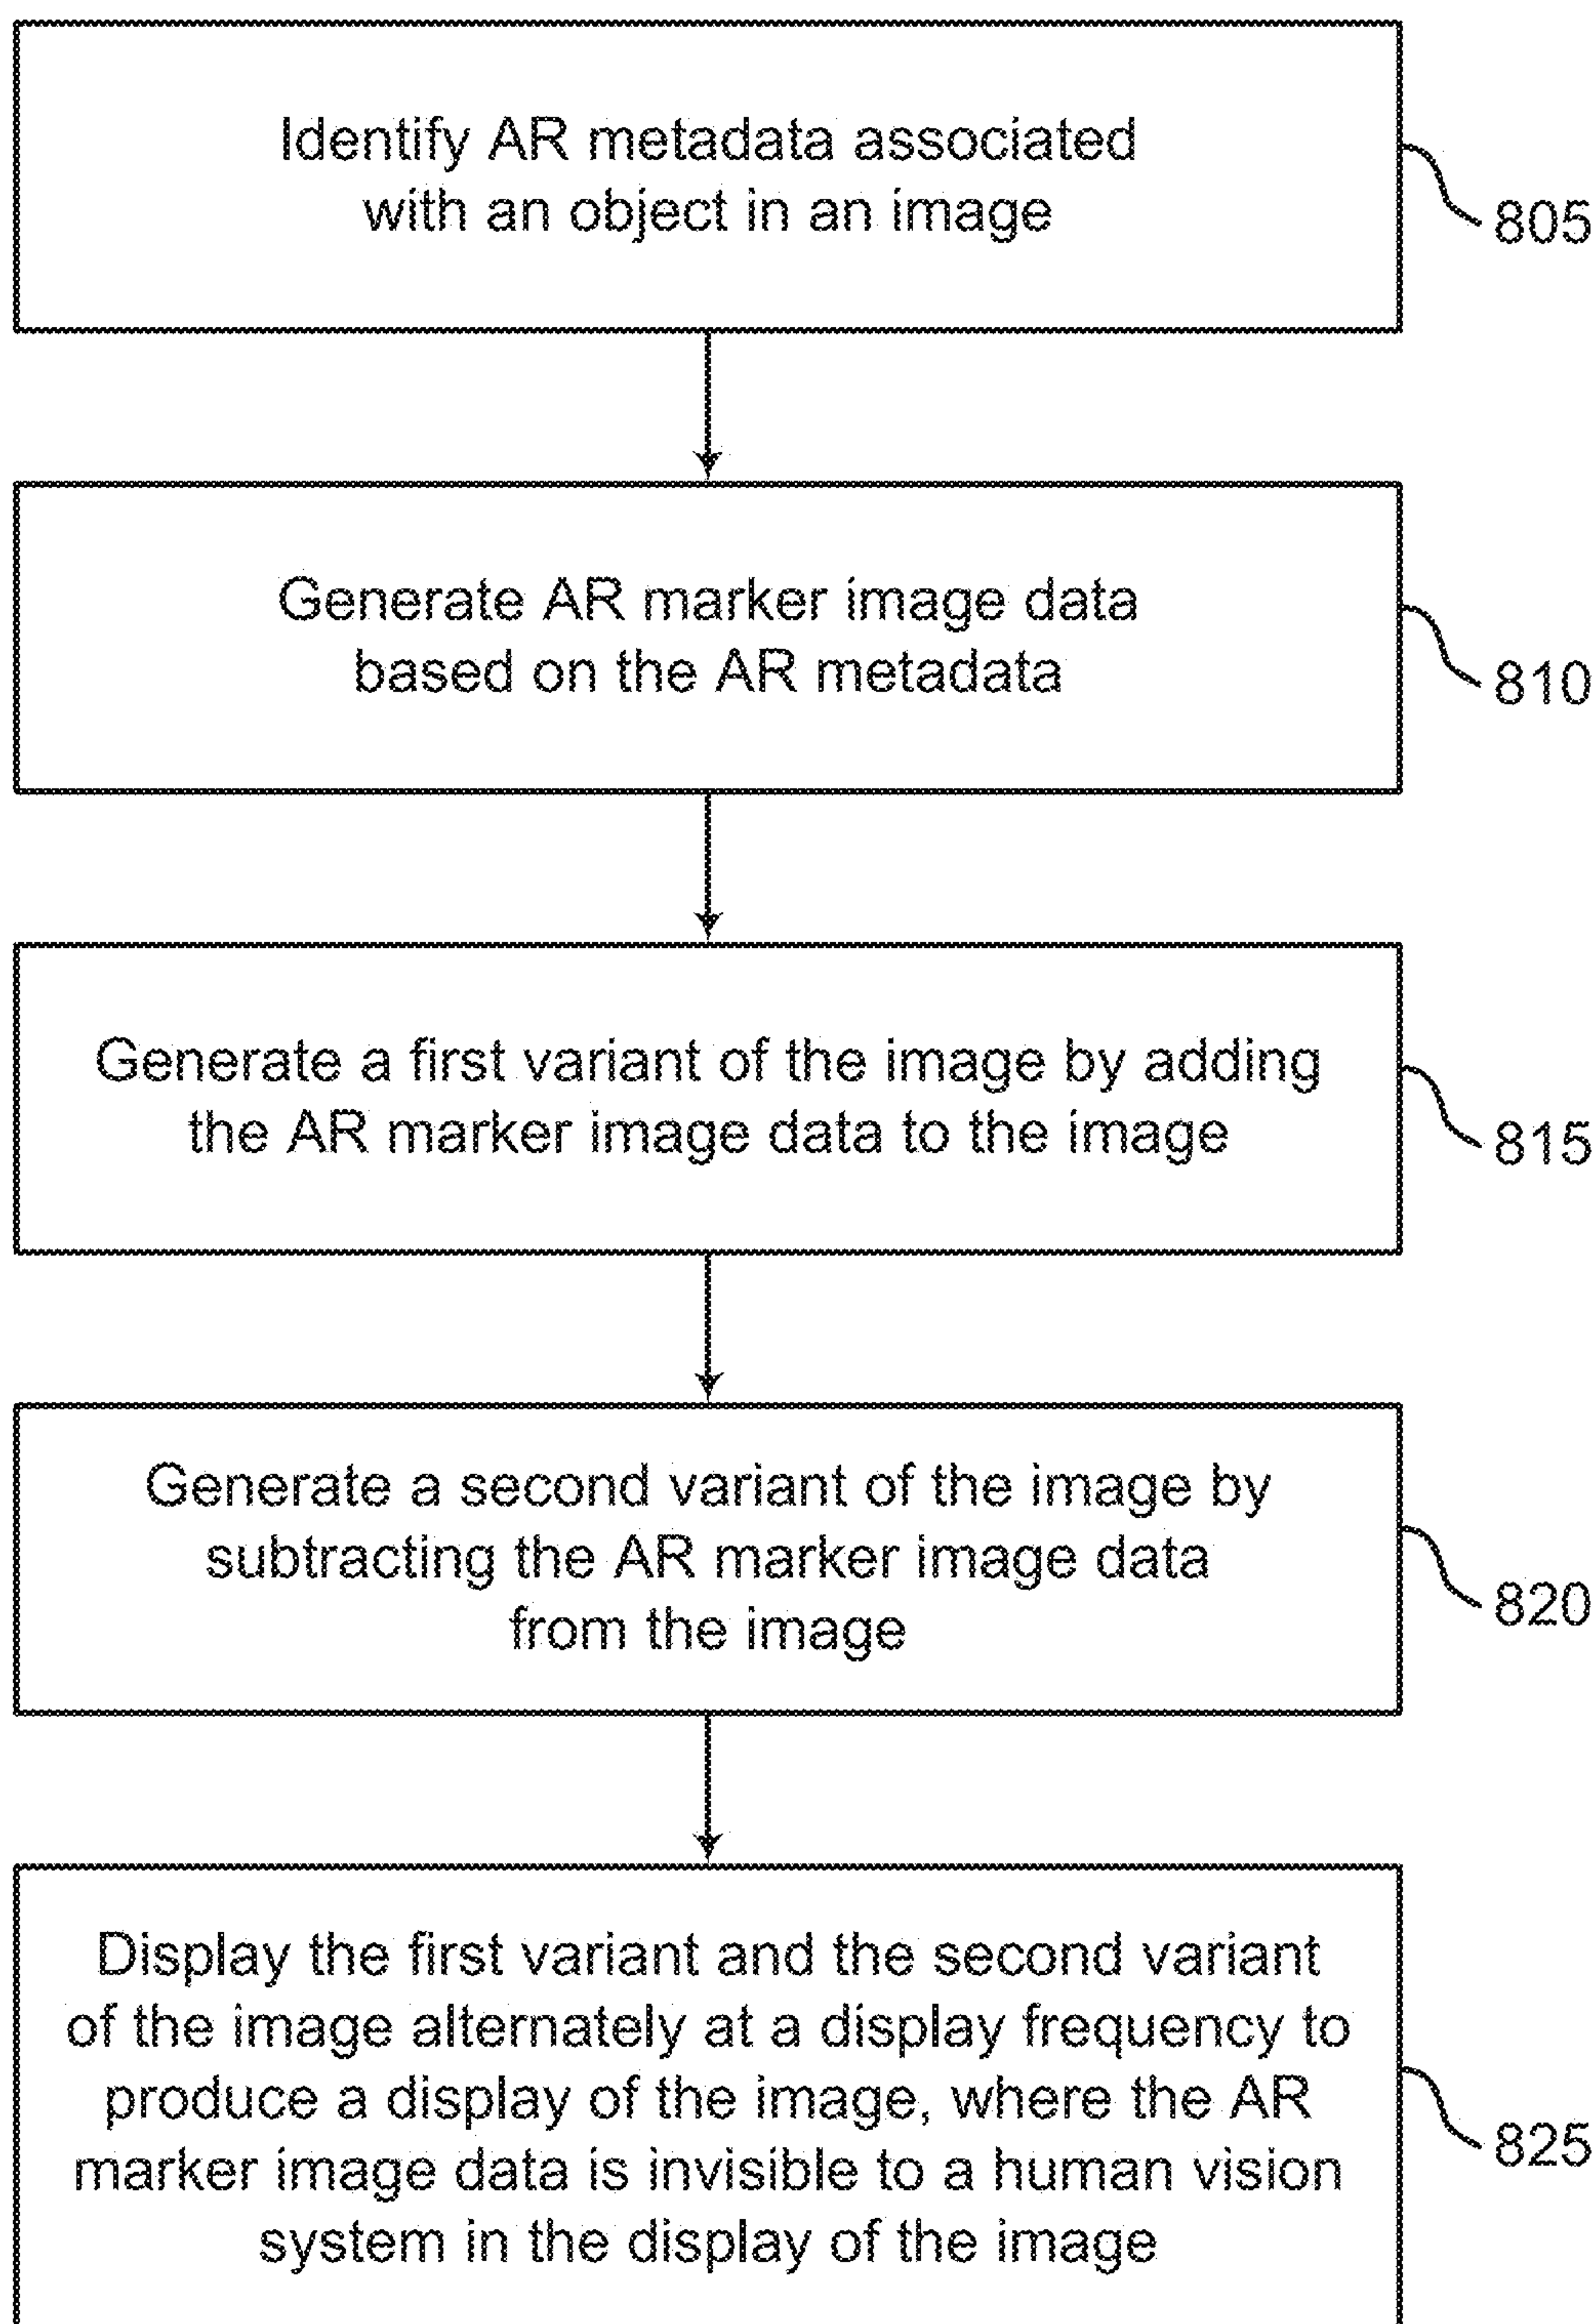 Identify AR metadata associated
with an object in an image
805
Generate AR marker image data
based on the AR metadata
810
Generate a first variant of the image by adding
the AR marker image data to the image
815
Generate a second variant of the image by
subtracting the AR marker image data
from the image
820
Display the first variant and the second variant
of the image alternately at a display frequency to
produce a display of the image, where the AR
marker image data is invisible to a human vision
system in the display of the image
825